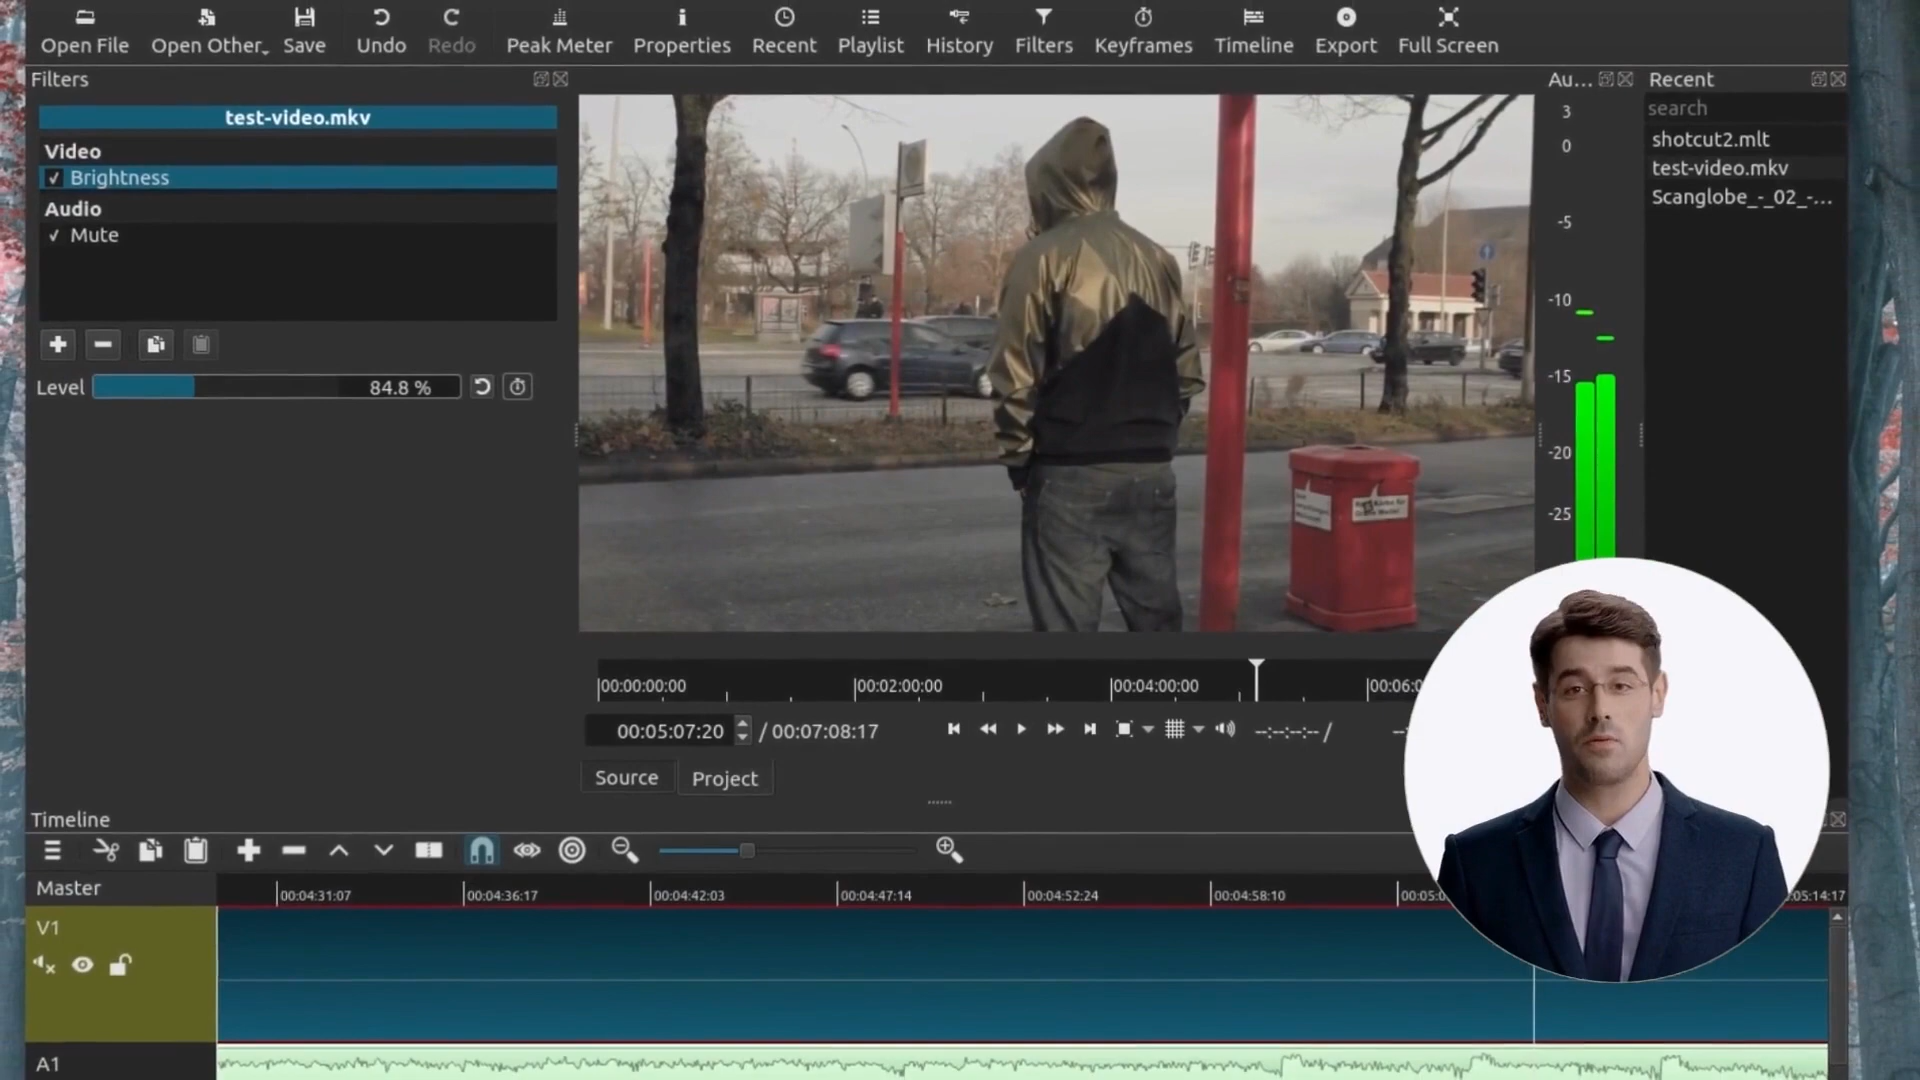 Open File Open Other Save Undo Redo Peak Meter Properties Recent Playlist History Filters Keyframes Timeline Export Full Screen
Filters
test-video.mkv
Video
Brightness
Audio
Mute
Level 84.8 %
Au...
3
0
-5
-10
-15
-20
-25
Recent
search
shotcut2.mlt
test-video.mkv
Scanglobe_-_02_-...
00:00:00:00 00:02:00:00 00:04:00:00 00:06:0
00:05:07:20 / 00:07:08:17 --:--:--:-- / --:
Source Project
Timeline
Master
00:04:31:07 00:04:36:17 00:04:42:03 00:04:47:14 00:04:52:24 00:04:58:10 00:05:0 05:14:17
V1
A1